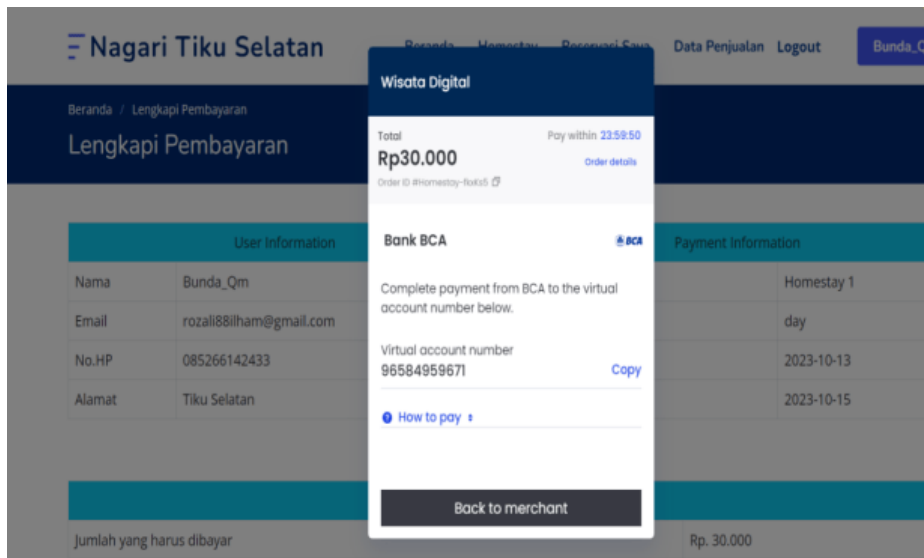 Nagari Tiku Selatan
Beranda Homestay Reservasi Saya Data Penjualan Logout
Beranda / Lengkapi Pembayaran
Lengkapi Pembayaran
Wisata Digital
Total
Pay within 23:59:50
Rp30.000
Order details
Bank BCA
BCA
Complete payment from BCA to the virtual
account number below.
Virtual account number
96584959671
Copy
How to pay
Back to merchant
User Information
Payment Information
Nama Bunda_Qm
Homestay 1
Email rozali88ilham@gmail.com
day
No.HP 085266142433
2023-10-13
Alamat Tiku Selatan
2023-10-15
Jumlah yang harus dibayar
Rp. 30.000